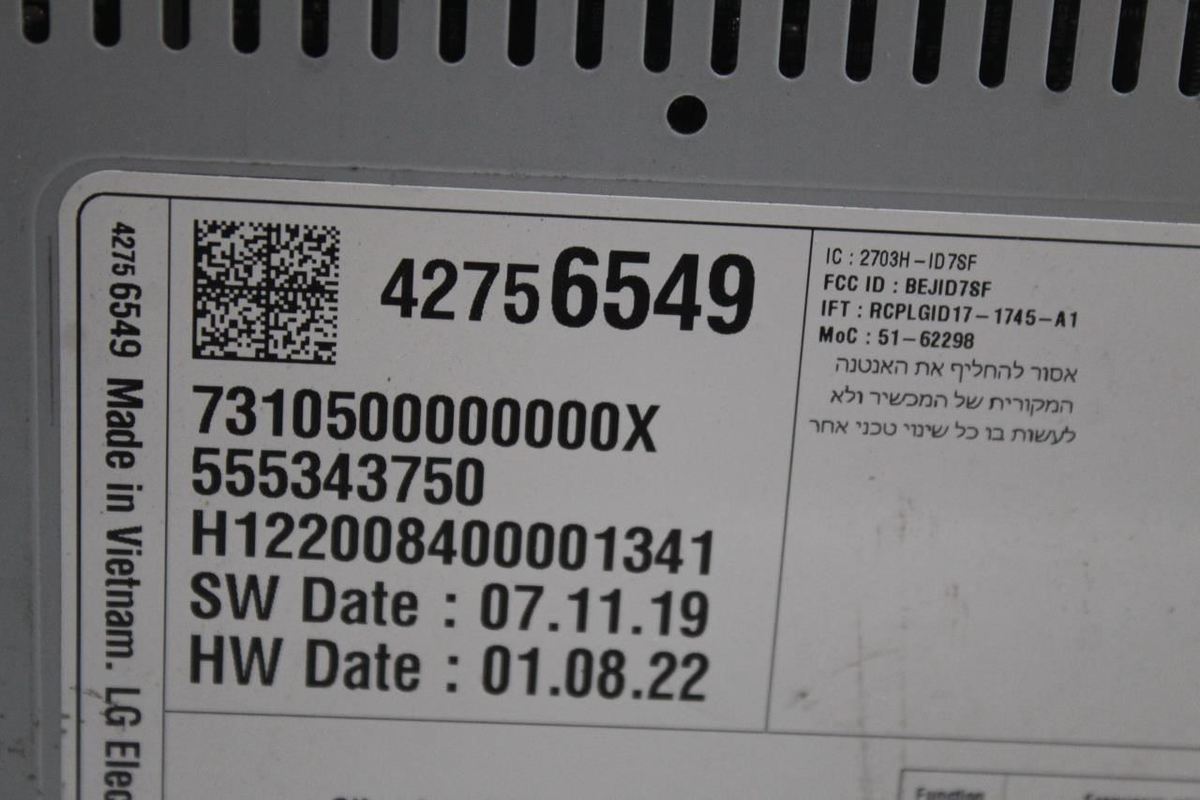 42756549 Made in Vietnam. LG Elec
42756549
7310500000000X
555343750
H122008400001341
SW Date : 07.11.19
HW Date : 01.08.22
IC : 2703H-ID7SF
FCC ID : BEJID7SF
IFT : RCPLGID17-1745-A1
MoC : 51-62298
אסור להחליף את האנטנה
המקורית של המכשיר ולא
לעשות בו כל שינוי טכני אחר
Function